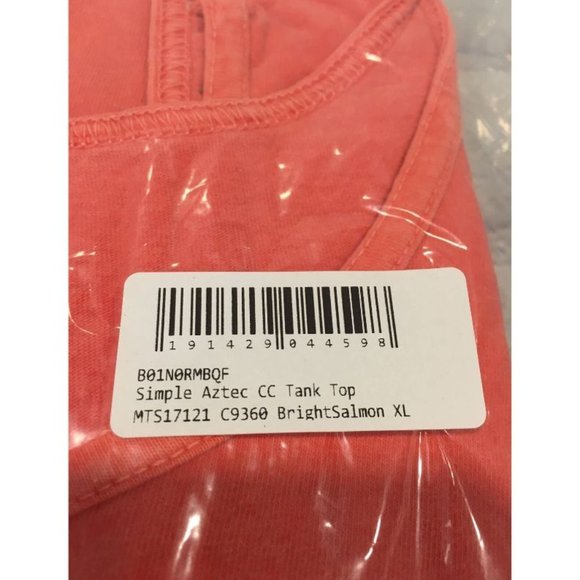 191429044598
B01N0RMBQF
Simple Aztec CC Tank Top
MTS17121 C9360 BrightSalmon XL